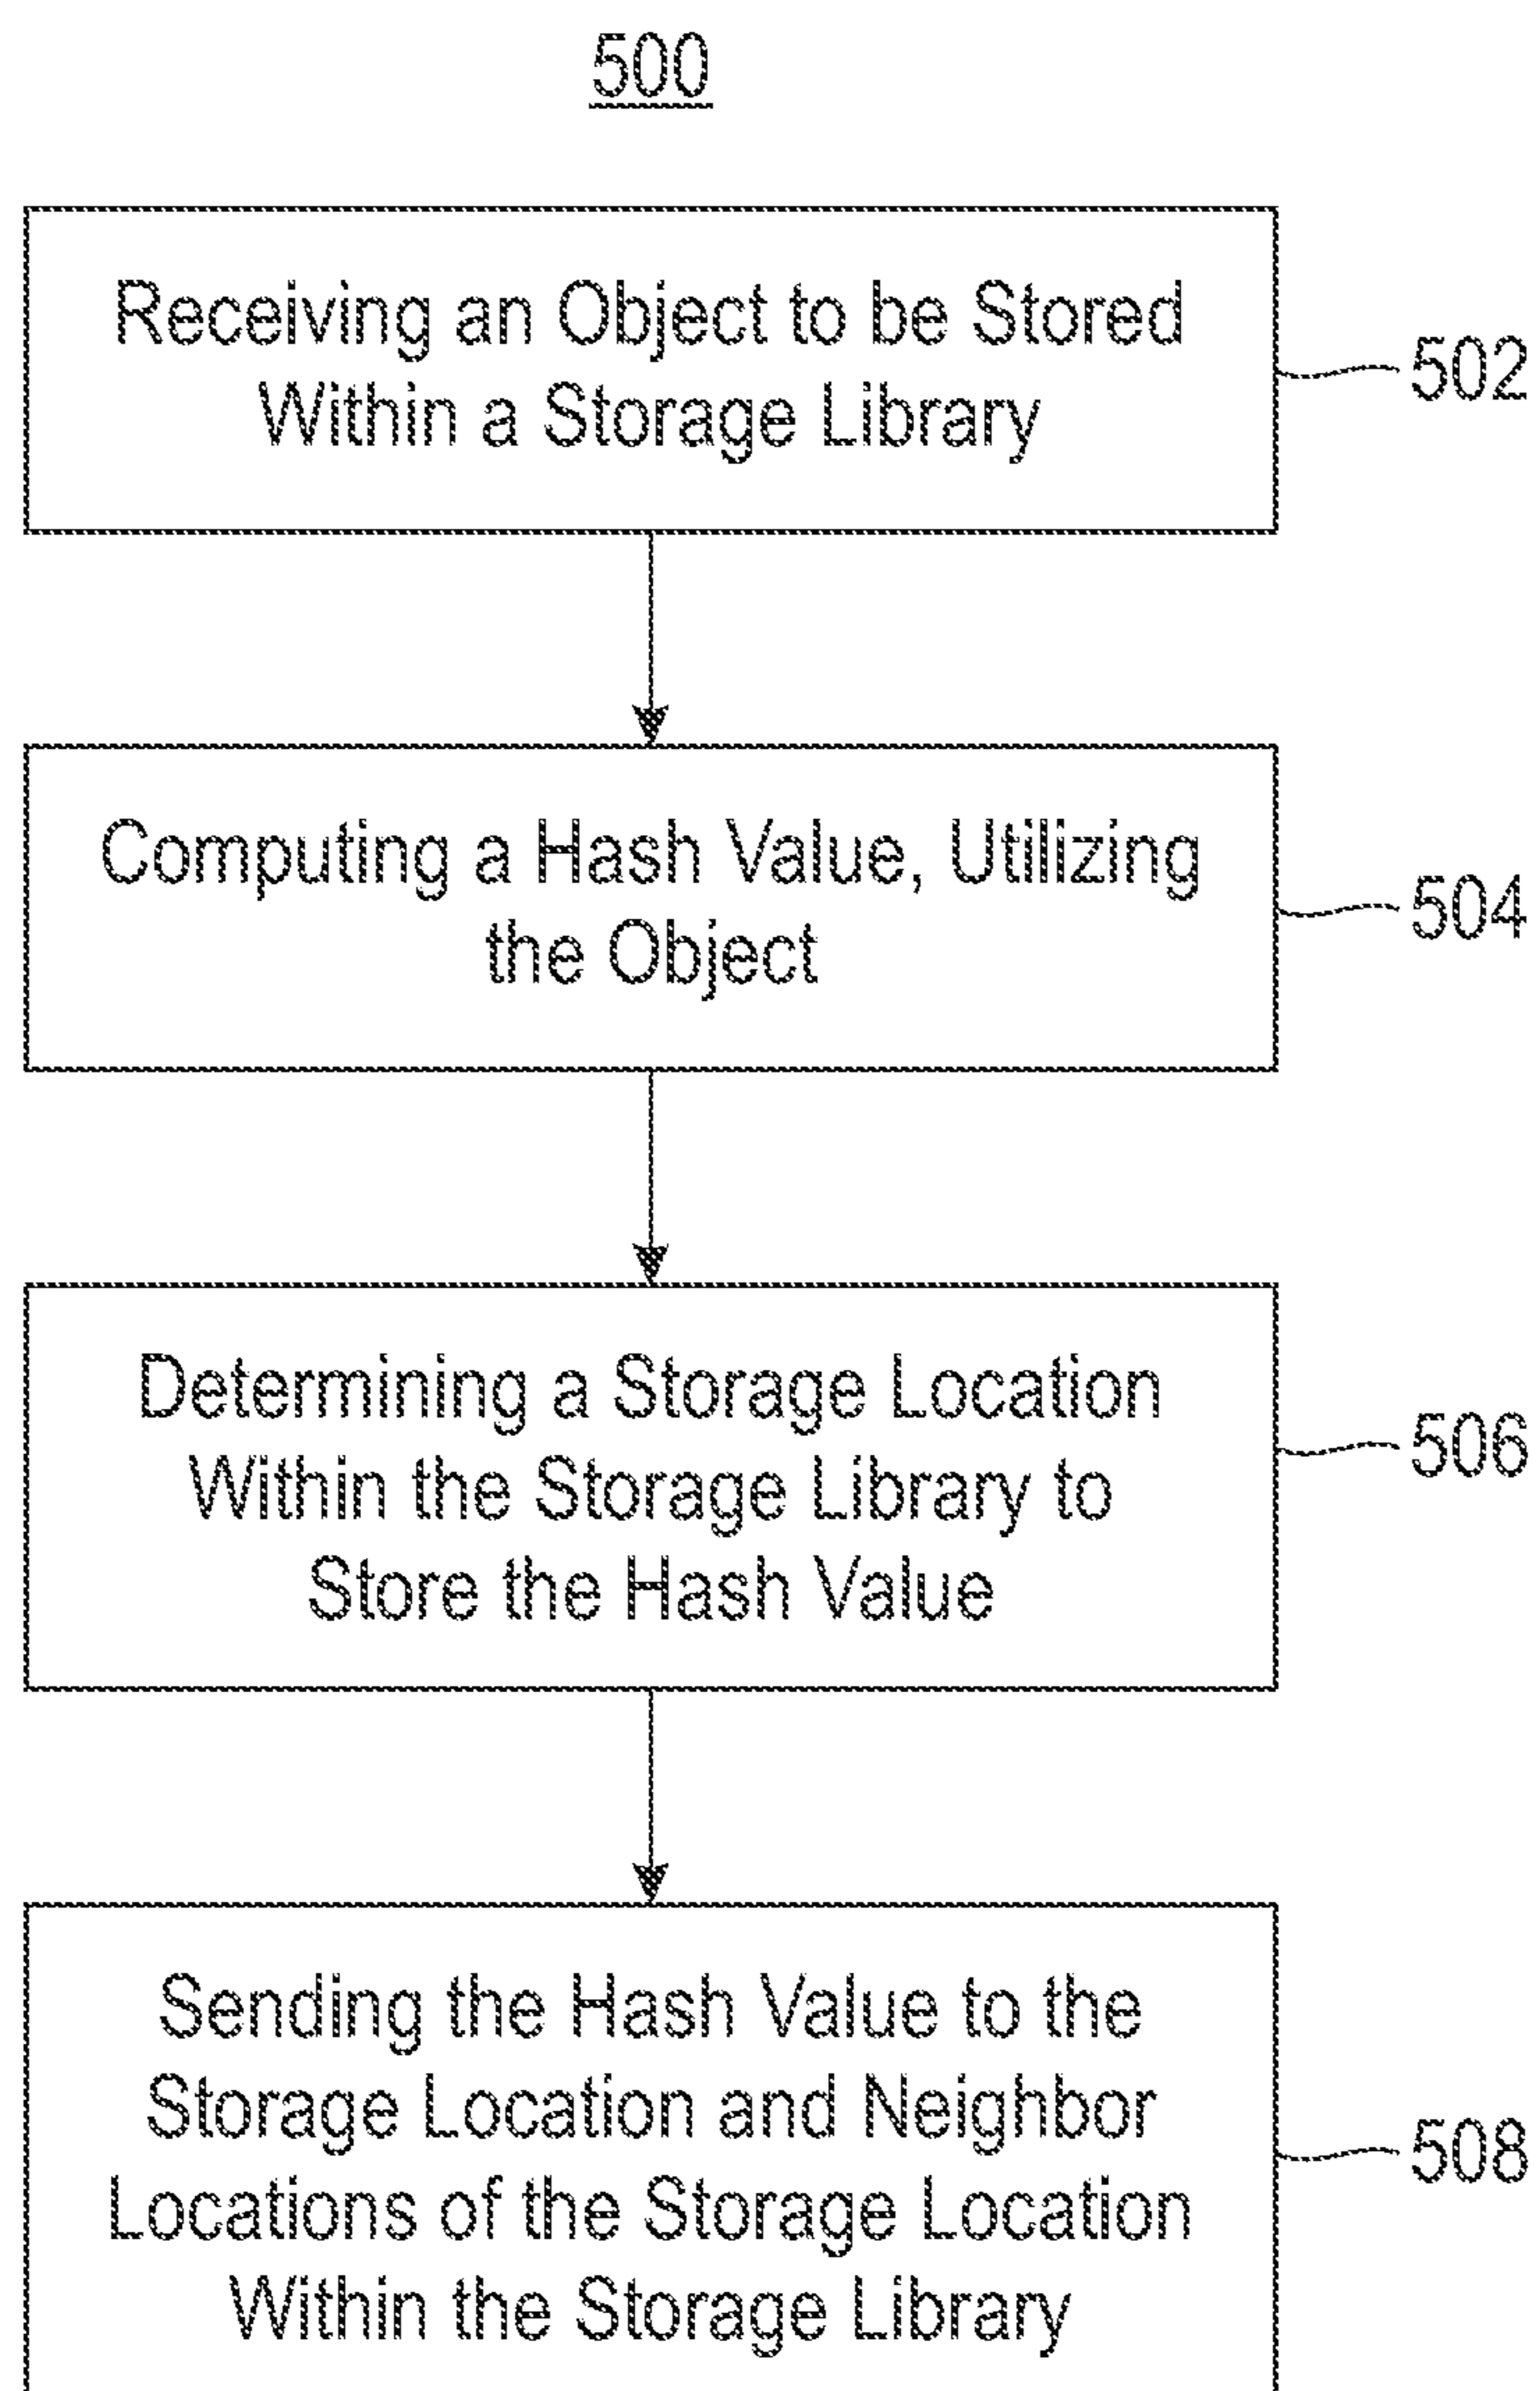 500
Receiving an Object to be Stored
Within a Storage Library
502
Computing a Hash Value, Utilizing
the Object
504
Determining a Storage Location
Within the Storage Library to
Store the Hash Value
506
Sending the Hash Value to the
Storage Location and Neighbor
Locations of the Storage Location
Within the Storage Library
508